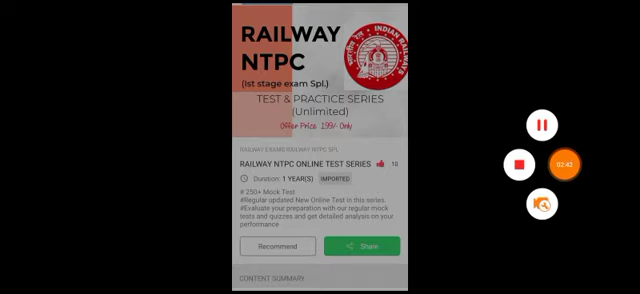 RAILWAY
NTPC
(Ist stage exam Spl.)
TEST & PRACTICE SERIES
(Unlimited)
Offer Prize 199/- Only
भारतीय रेल INDIAN RAILWAYS
RAILWAY EXAMS RAILWAY NTPC SPL
RAILWAY NTPC ONLINE TEST SERIES 10
Duration: 1 YEAR(S) IMPORTED
# 250+ Mock Test
#Regular updated New Online Test in this series.
#Evaluate your preparation with our regular mock
tests and quizzes and get detailed analysis on your
performance
Recommend Share
CONTENT SUMMARY
02:42